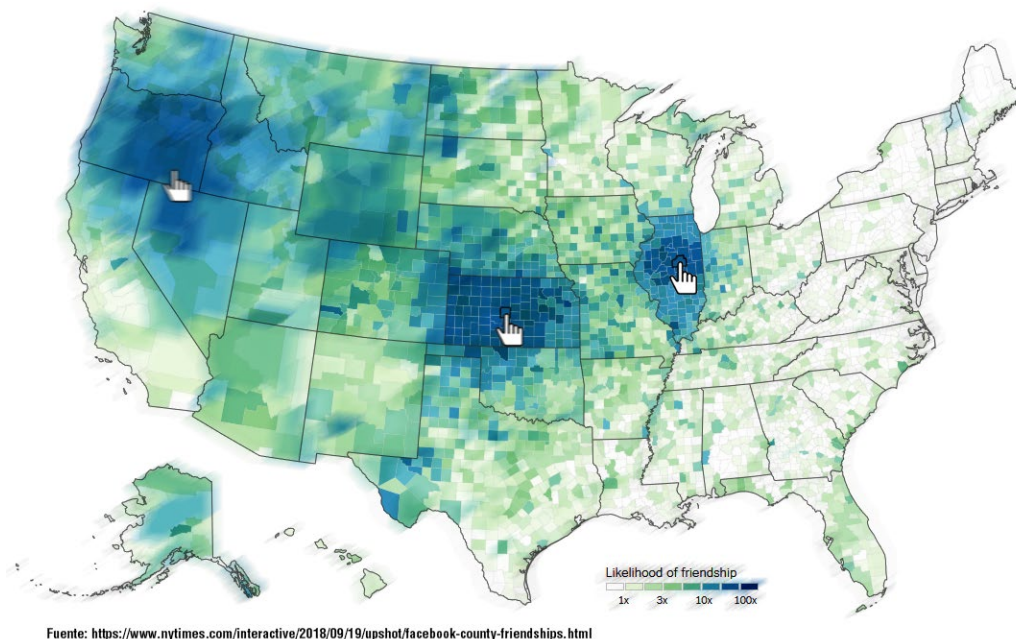 Likelihood of friendship
1x 3x 10x 100x
Fuente: https://www.nytimes.com/interactive/2018/09/19/upshot/facebook-county-friendships.html